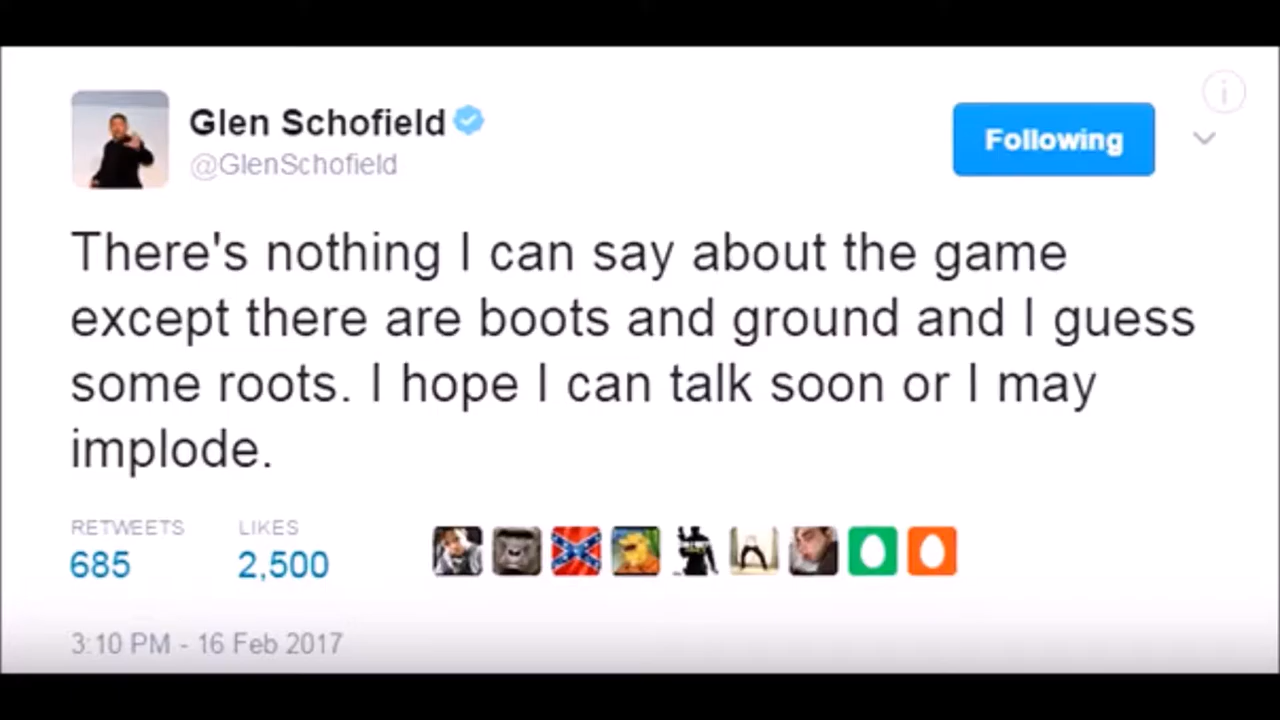 Glen Schofield
@GlenSchofield
Following
There's nothing I can say about the game
except there are boots and ground and I guess
some roots. I hope I can talk soon or I may
implode.
RETWEETS LIKES
685 2,500
3:10 PM - 16 Feb 2017